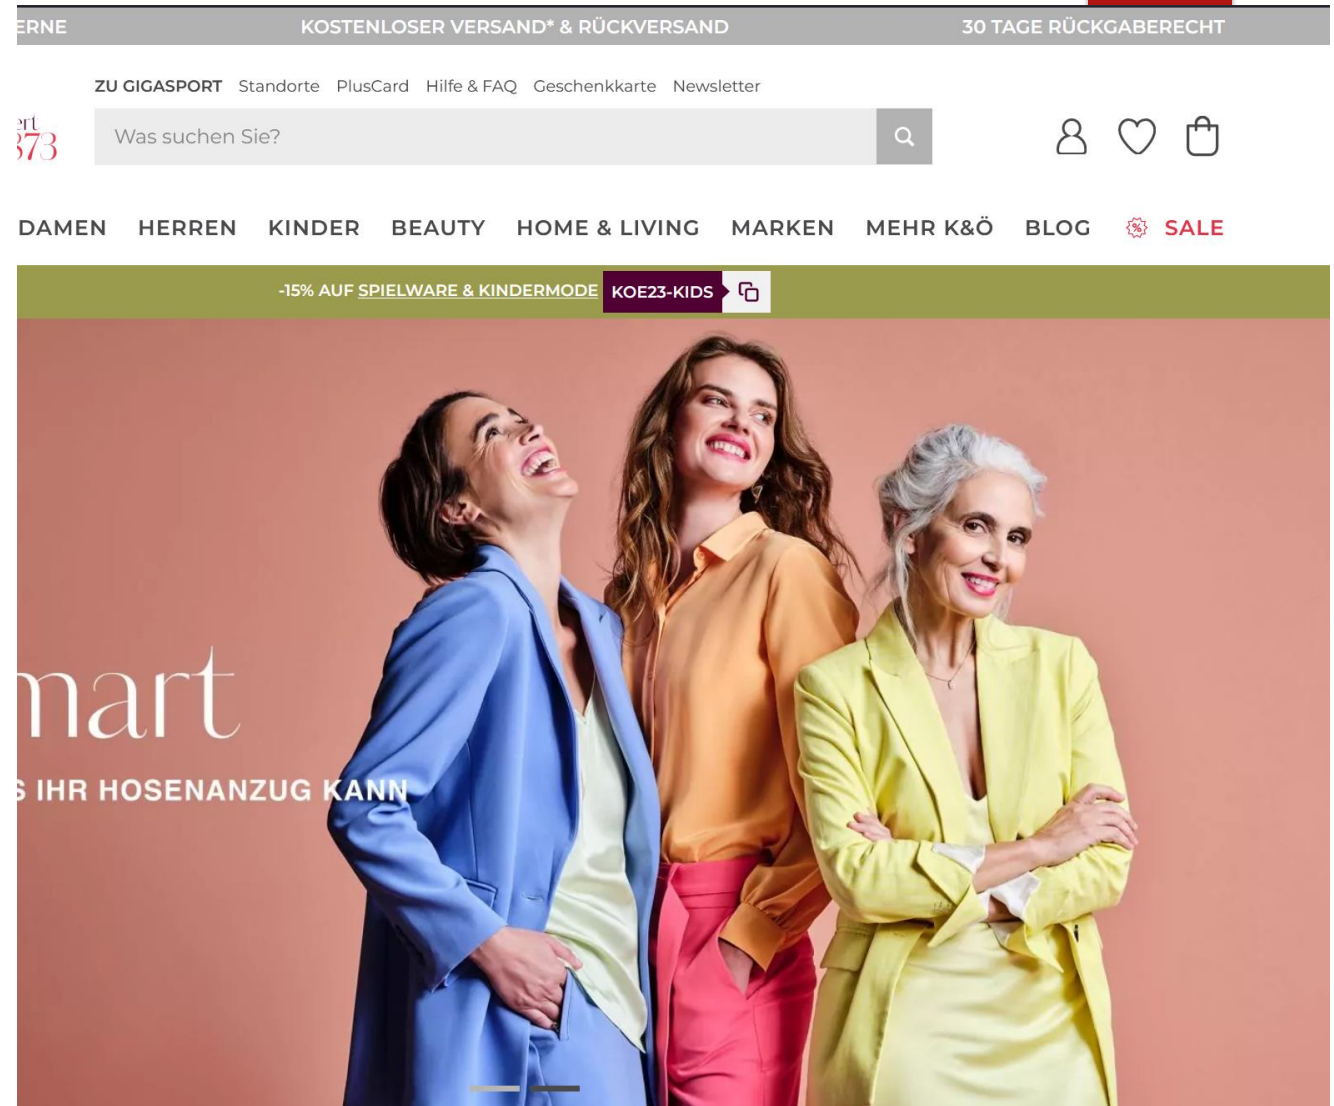 ERNE KOSTENLOSER VERSAND* & RÜCKVERSAND 30 TAGE RÜCKGABERECHT
ZU GIGASPORT Standorte PlusCard Hilfe & FAQ Geschenkkarte Newsletter
ert
873
Was suchen Sie?
DAMEN HERREN KINDER BEAUTY HOME & LIVING MARKEN MEHR K&Ö BLOG % SALE
-15% AUF SPIELWARE & KINDERMODE KOE23-KIDS
mart
S IHR HOSENANZUG KANN